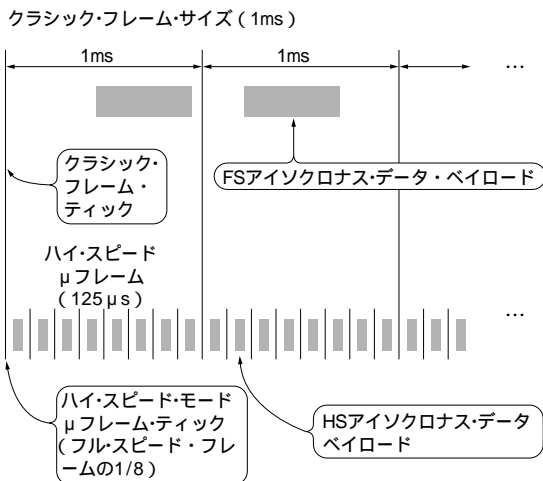 クラシック・フレーム・サイズ（1ms）
1ms
1ms
…
クラシック・
フレーム・
ティック
FSアイソクロナス・データ・ベイロード
ハイ・スピード
μフレーム
（125μs）
…
ハイ・スピード・モード
μフレーム・ティック
（フル・スピード・フレ
ームの1/8）
HSアイソクロナス・データ
ベイロード